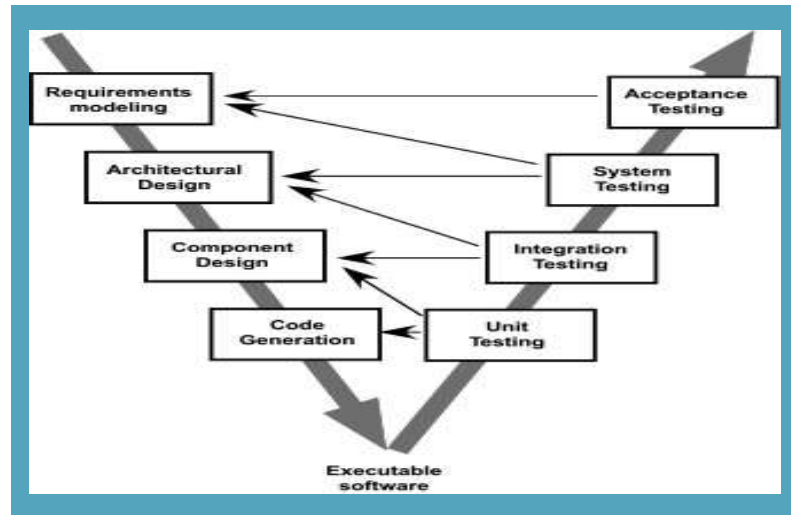 Requirements
modeling
Acceptance
Testing
Architectural
Design
System
Testing
Component
Design
Integration
Testing
Code
Generation
Unit
Testing
Executable
software